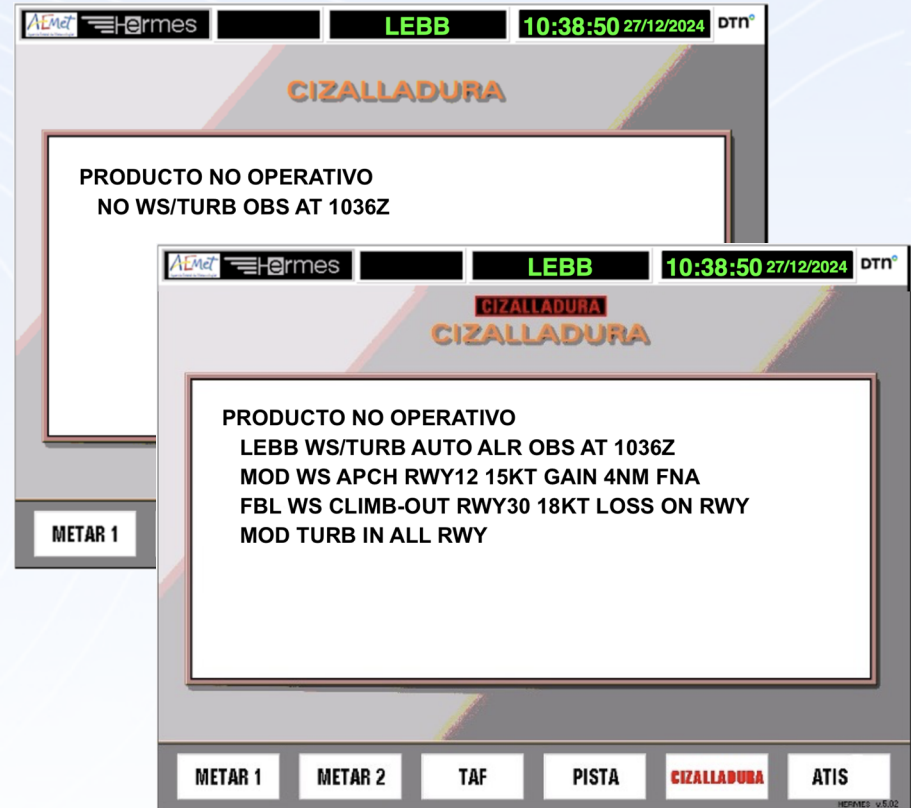 AEmet Hermes LEBB 10:38:50 27/12/2024 DTN°
CIZALLADURA
PRODUCTO NO OPERATIVO
NO WS/TURB OBS AT 1036Z
METAR 1
AEmet Hermes LEBB 10:38:50 27/12/2024 DTN°
CIZALLADURA
CIZALLADURA
PRODUCTO NO OPERATIVO
LEBB WS/TURB AUTO ALR OBS AT 1036Z
MOD WS APCH RWY12 15KT GAIN 4NM FNA
FBL WS CLIMB-OUT RWY30 18KT LOSS ON RWY
MOD TURB IN ALL RWY
METAR 1 METAR 2 TAF PISTA CIZALLADURA ATIS
HERMES v.5.02